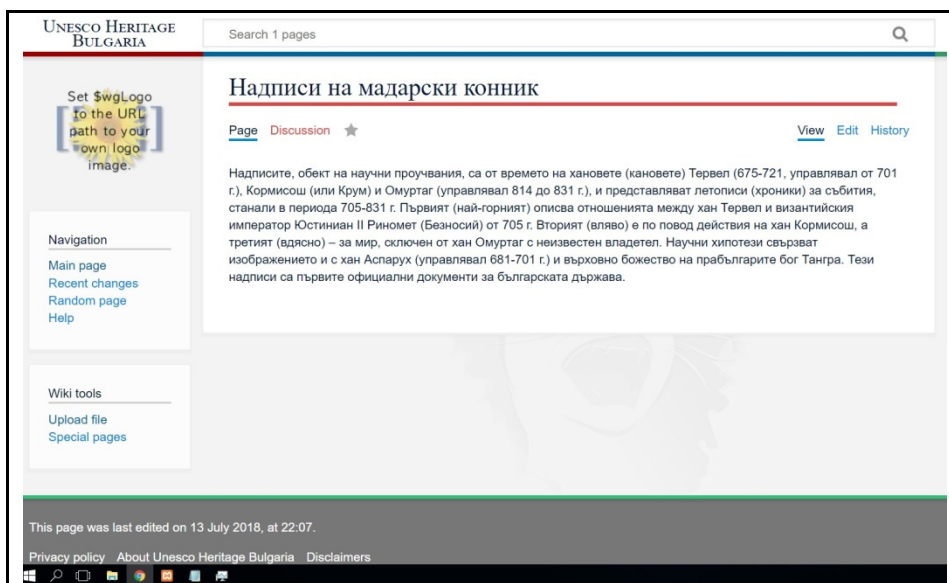 UNESCO HERITAGE
BULGARIA
Search 1 pages
Set $wgLogo
to the URL
path to your
own logo
image.
Надписи на мадарски конник
Page Discussion
View Edit History
Надписите, обект на научни проучвания, са от времето на хановете (кановете) Тервел (675-721, управлявал от 701
г.), Кормисош (или Крум) и Омуртаг (управлявал 814 до 831 г.), и представляват летописи (хроники) за събития,
станали в периода 705-831 г. Първият (най-горният) описва отношенията между хан Тервел и византийския
император Юстиниан II Риномет (Безносий) от 705 г. Вторият (вляво) е по повод действия на хан Кормисош, а
третият (вдясно) – за мир, сключен от хан Омуртаг с неизвестен владетел. Научни хипотези свързват
изображението и с хан Аспарух (управлявал 681-701 г.) и върховно божество на прабългарите бог Тангра. Тези
надписи са първите официални документи за българската държава.
Navigation
Main page
Recent changes
Random page
Help
Wiki tools
Upload file
Special pages
This page was last edited on 13 July 2018, at 22:07.
Privacy policy About Unesco Heritage Bulgaria Disclaimers